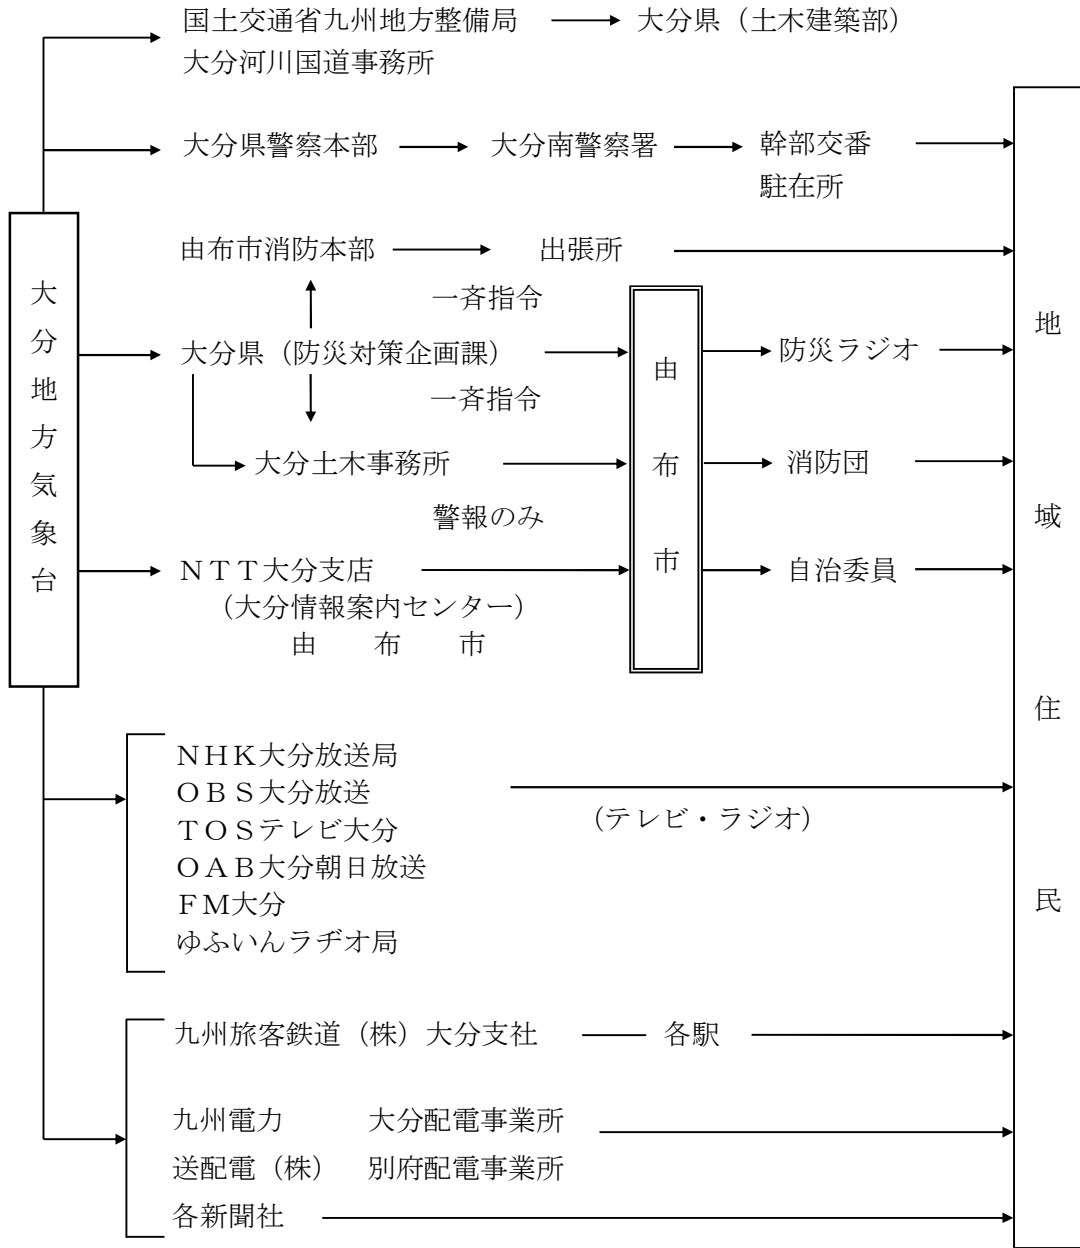 国土交通省九州地方整備局
大分県（土木建築部）
大分河川国道事務所
大分県警察本部
大分南警察署
幹部交番
駐在所
大分地方気象台
由布市消防本部
出張所
一斉指令
大分県（防災対策企画課）
一斉指令
大分土木事務所
警報のみ
ＮＴＴ大分支店
（大分情報案内センター）
由布市
由布市
防災ラジオ
消防団
自治委員
地域住民
ＮＨＫ大分放送局
ＯＢＳ大分放送
ＴＯＳテレビ大分
ＯＡＢ大分朝日放送
ＦＭ大分
ゆふいんラヂオ局
（テレビ・ラジオ）
九州旅客鉄道（株）大分支社
各駅
九州電力　大分配電事業所
送配電（株）　別府配電事業所
各新聞社